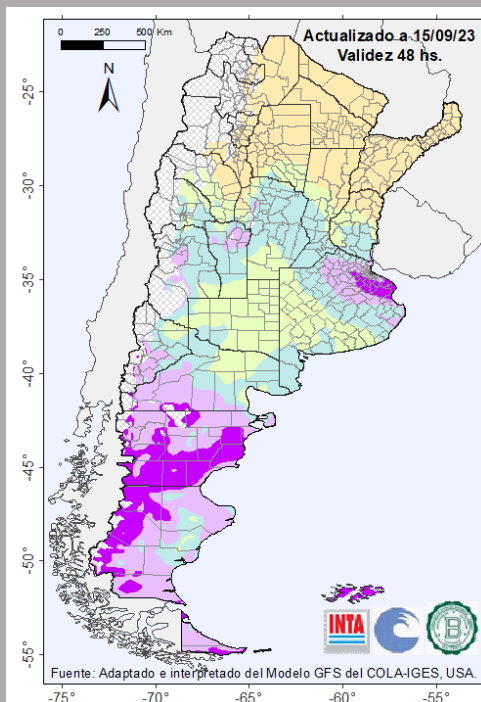 Actualizado a 15/09/23
Validez 48 hs.
0 250 500 Km
N
-25°
-30°
-35°
-40°
-45°
-50°
-55°
INTA
B
Fuente: Adaptado e interpretado del Modelo GFS del COLA-IGES, USA.
-75° -70° -65° -60° -55°